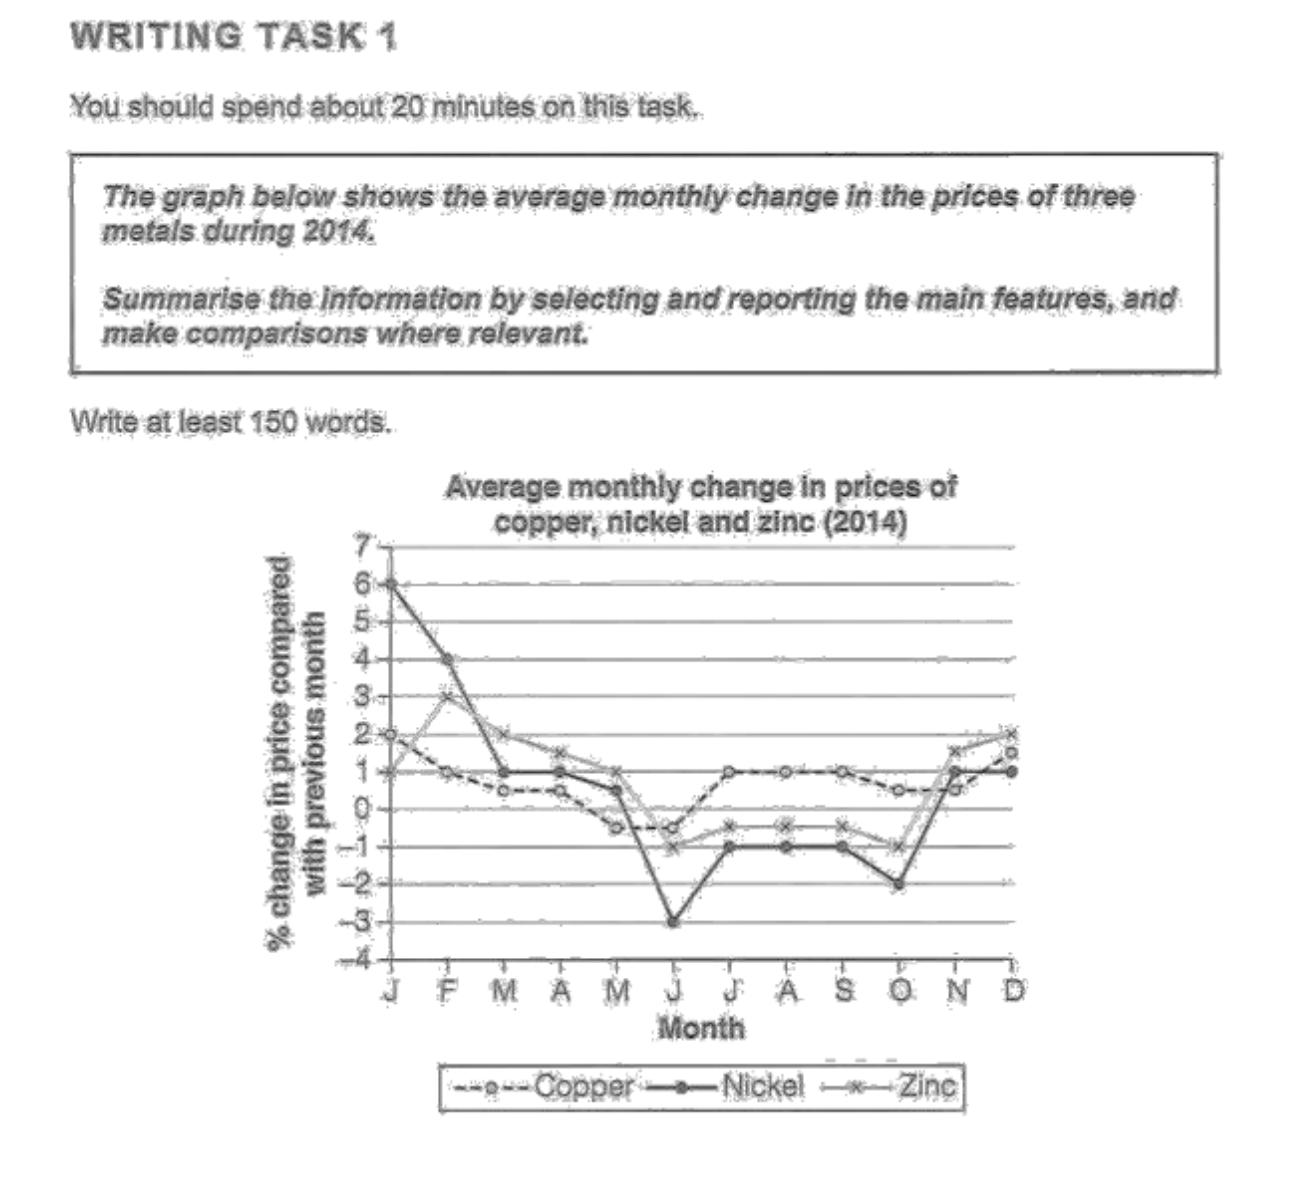 WRITING TASK 1
You should spend about 20 minutes on this task.
The graph below shows the average monthly change in the prices of three
metals during 2014.
Summarise the information by selecting and reporting the main features, and
make comparisons where relevant.
Write at least 150 words.
Average monthly change in prices of
copper, nickel and zinc (2014)
% change in price compared
with previous month
7
6
5
4
3
2
1
0
-1
-2
-3
-4
J F M A M J J A S O N D
Month
Copper Nickel Zinc